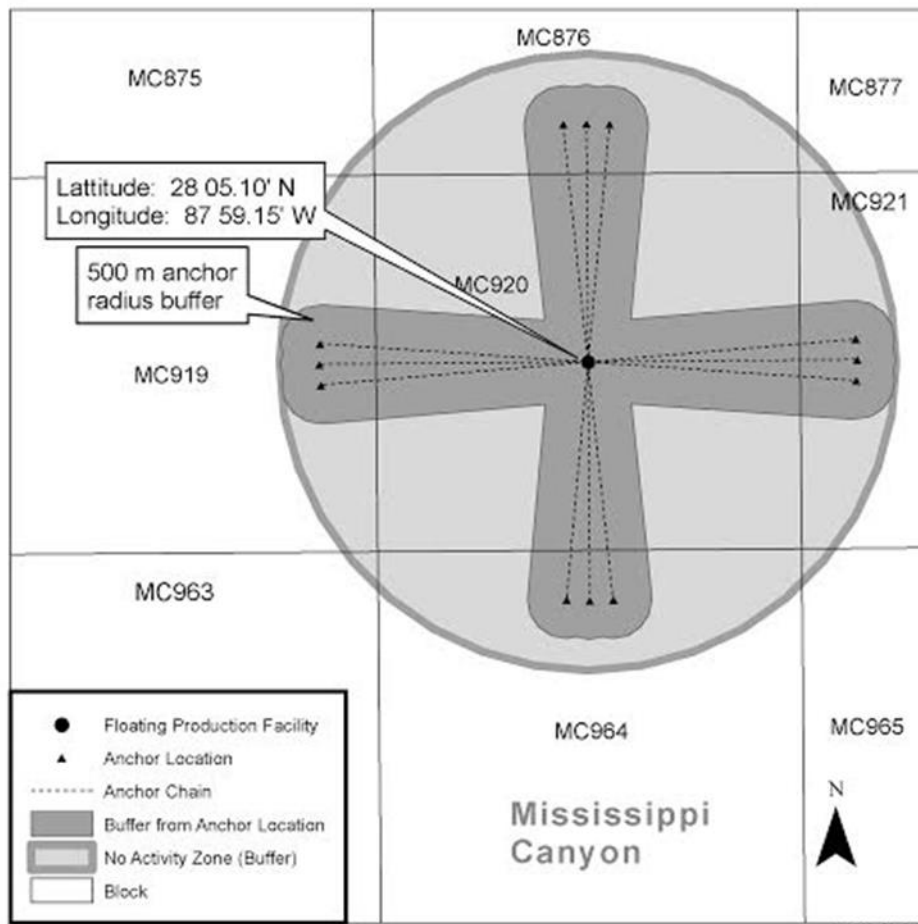 MC876
MC875
MC877
Lattitude: 28 05.10' N
Longitude: 87 59.15' W
MC921
500 m anchor
radius buffer
MC920
MC919
MC963
MC964
MC965
Floating Production Facility
Anchor Location
Anchor Chain
Buffer from Anchor Location
No Activity Zone (Buffer)
Block
Mississippi
Canyon
N